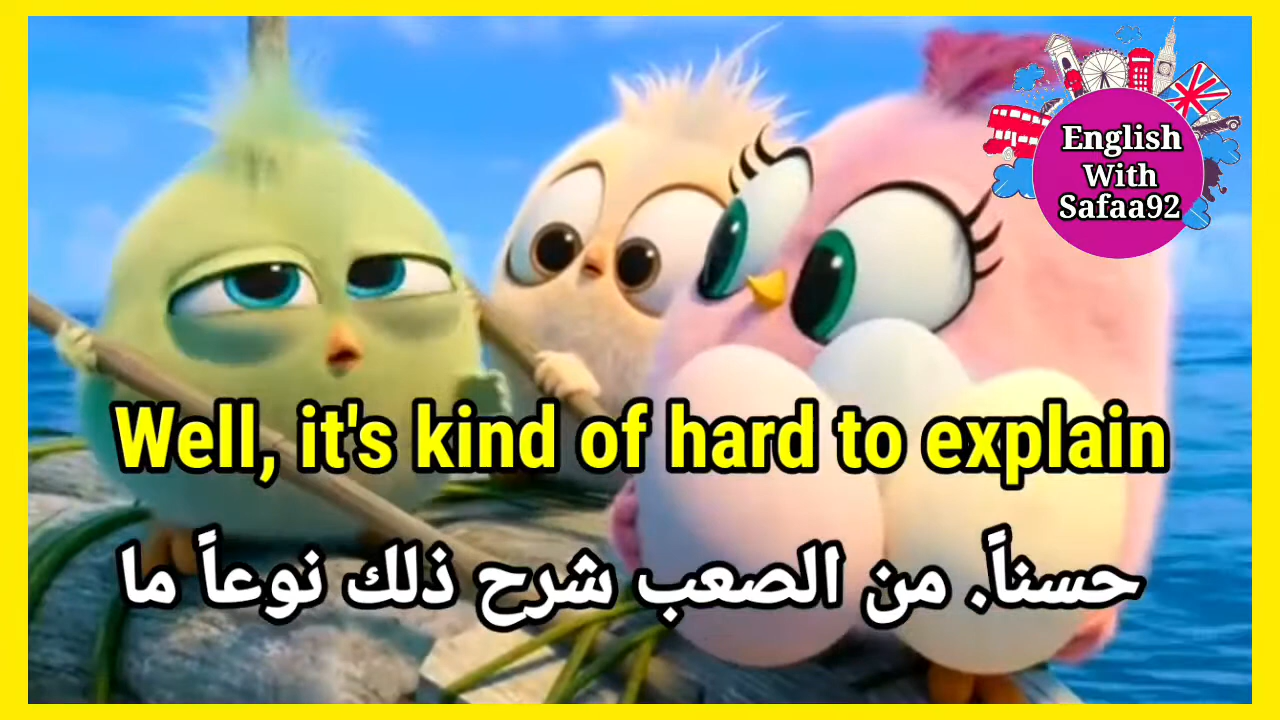 English
With
Safaa92
Well, it's kind of hard to explain
حسناً. من الصعب شرح ذلك نوعاً ما